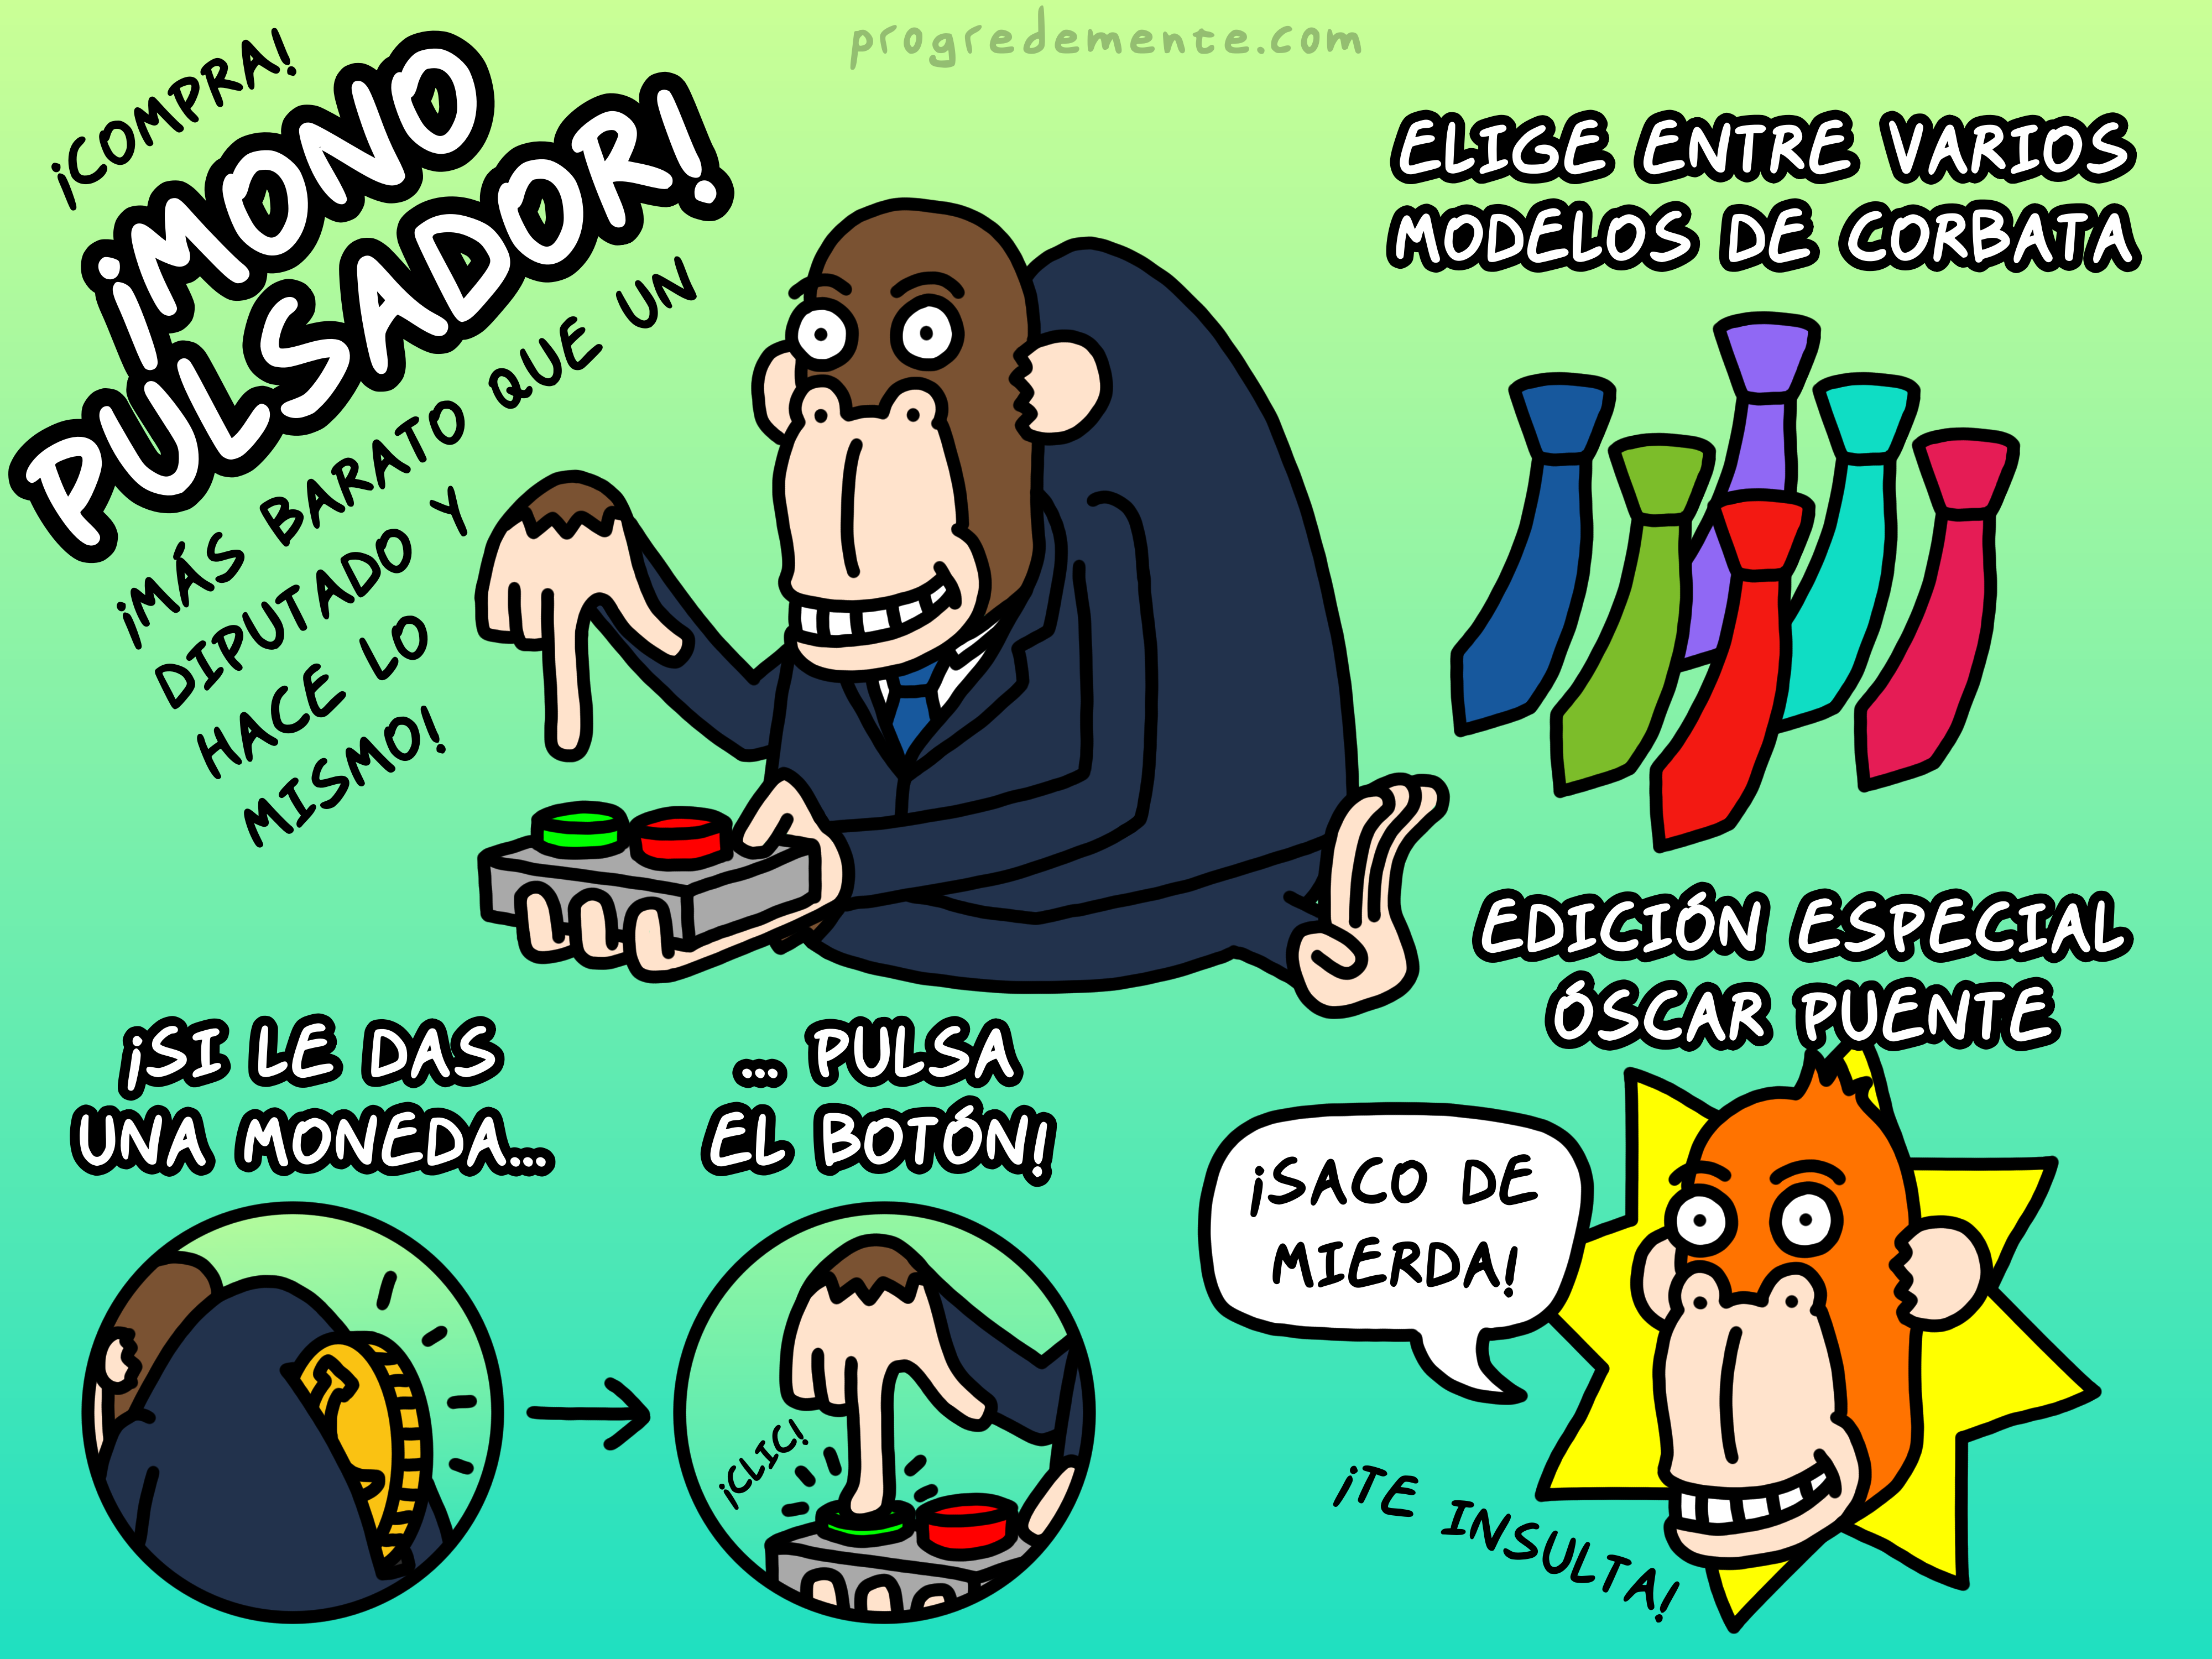 progredemente.com
¡COMPRA!
¡MONO
PULSADOR!
¡MÁS BARATO QUE UN
DIPUTADO Y
HACE LO
MISMO!
ELIGE ENTRE VARIOS
MODELOS DE CORBATA
¡SI LE DAS
UNA MONEDA...
... PULSA
EL BOTÓN!
¡CLIC!
EDICIÓN ESPECIAL
ÓSCAR PUENTE
¡SACO DE
MIERDA!
¡TE INSULTA!